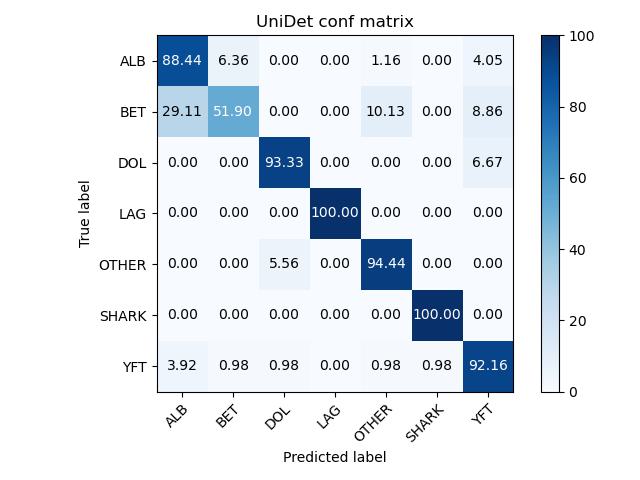 UniDet conf matrix
ALB 88.44 6.36 0.00 0.00 1.16 0.00 4.05
BET 29.11 51.90 0.00 0.00 10.13 0.00 8.86
DOL 0.00 0.00 93.33 0.00 0.00 0.00 6.67
LAG 0.00 0.00 0.00 100.00 0.00 0.00 0.00
OTHER 0.00 0.00 5.56 0.00 94.44 0.00 0.00
SHARK 0.00 0.00 0.00 0.00 0.00 100.00 0.00
YFT 3.92 0.98 0.98 0.00 0.98 0.98 92.16
ALB BET DOL LAG OTHER SHARK YFT
Predicted label
True label
100
80
60
40
20
0